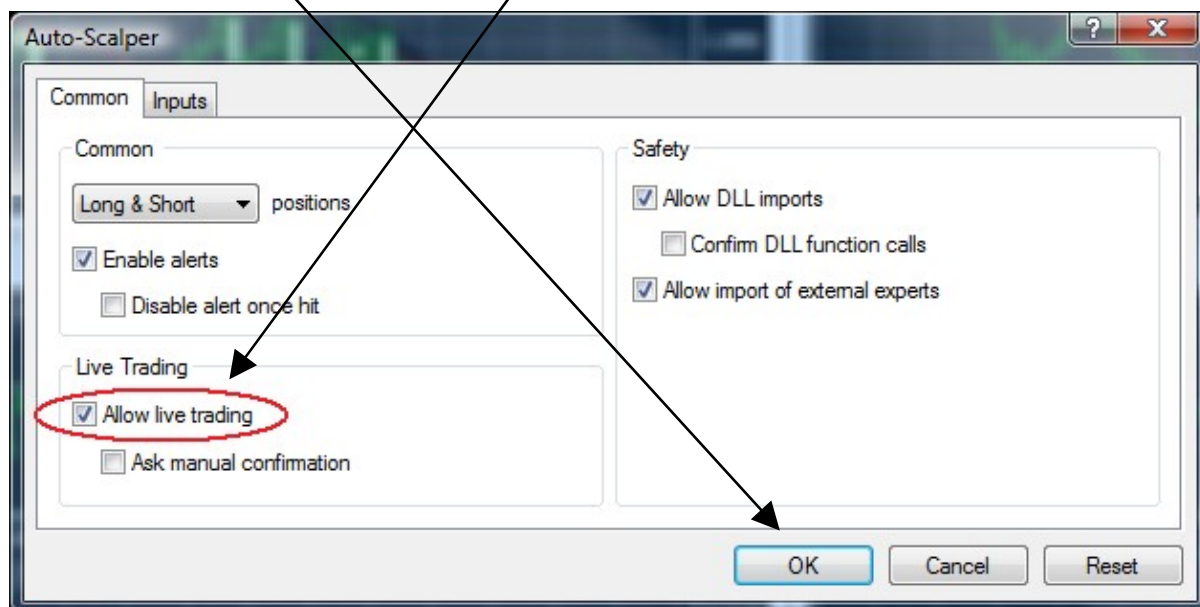 Auto-Scalper
?
X
Common
Inputs
Common
Long & Short
positions
Enable alerts
Disable alert once hit
Live Trading
Allow live trading
Ask manual confirmation
Safety
Allow DLL imports
Confirm DLL function calls
Allow import of external experts
OK
Cancel
Reset